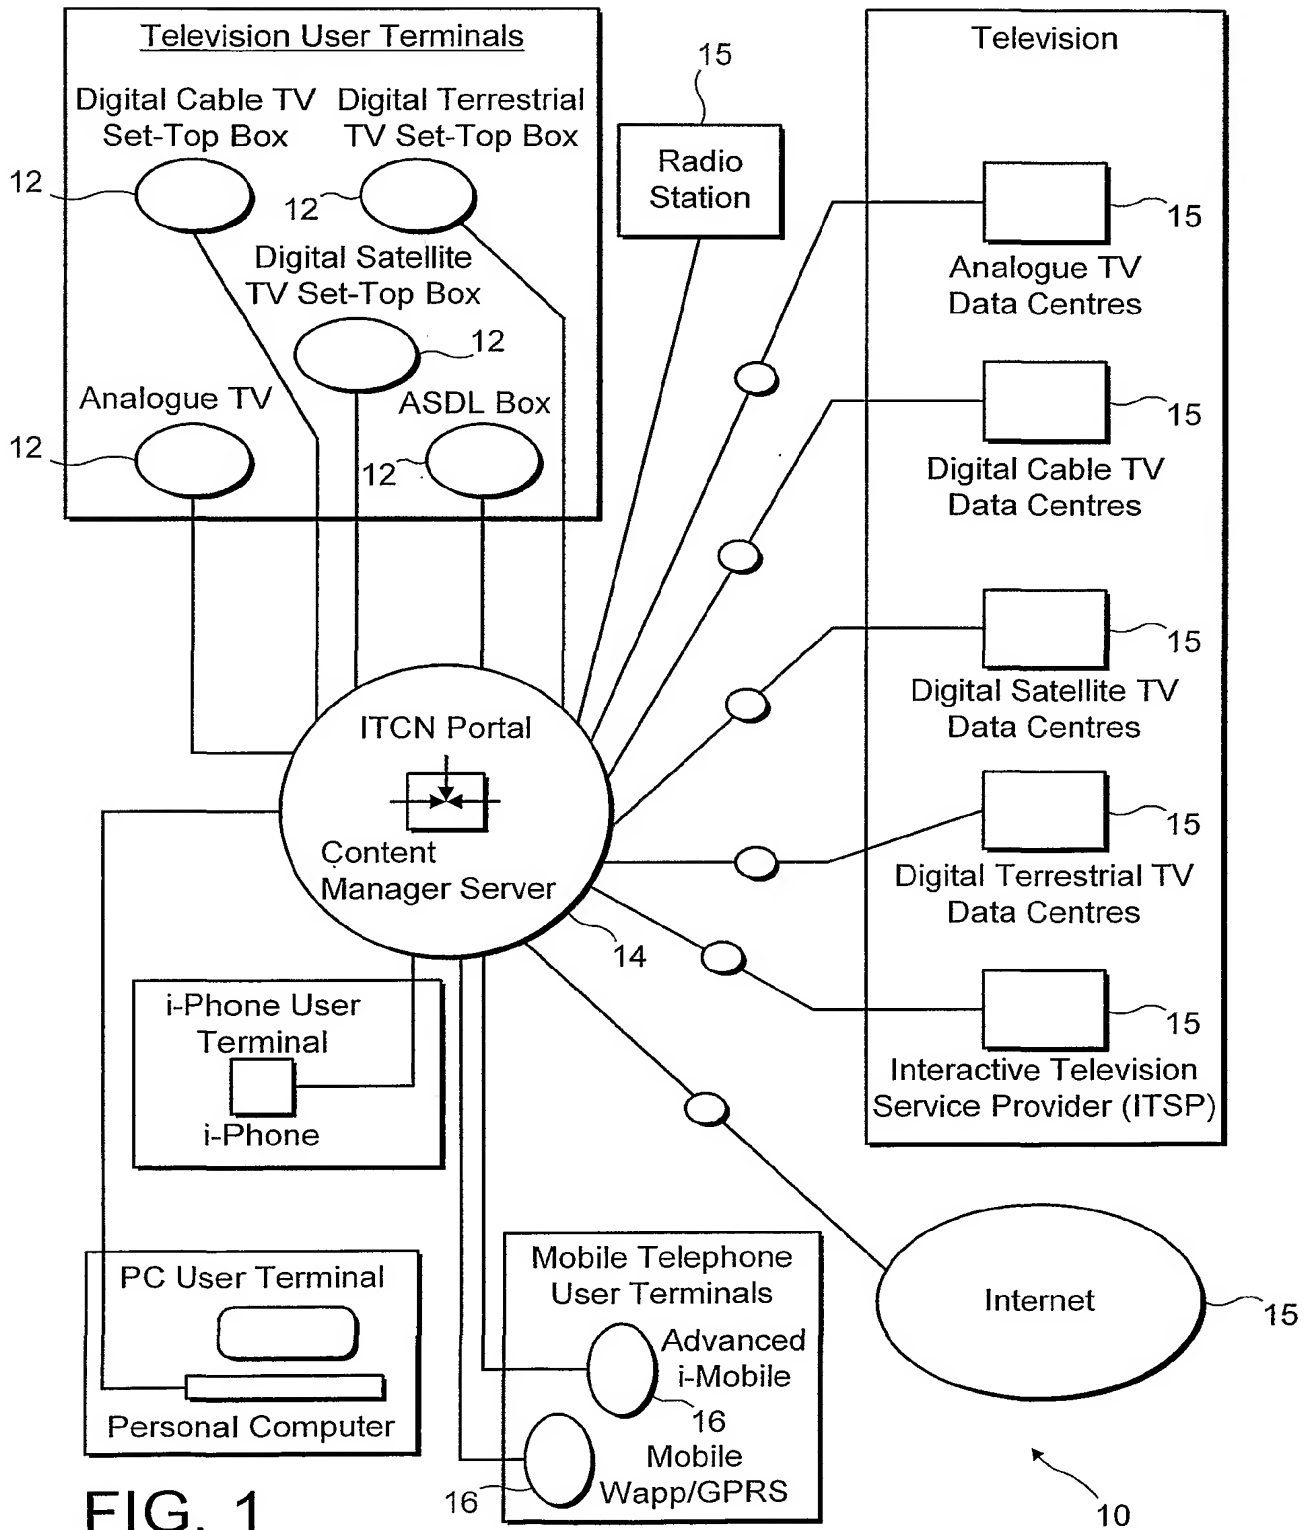 Television User Terminals
Digital Cable TV
Set-Top Box
Digital Terrestrial
TV Set-Top Box
12
12
Digital Satellite
TV Set-Top Box
12
Analogue TV
ASDL Box
12
12
15
Radio
Station
Television
15
Analogue TV
Data Centres
15
Digital Cable TV
Data Centres
15
Digital Satellite TV
Data Centres
15
Digital Terrestrial TV
Data Centres
15
Interactive Television
Service Provider (ITSP)
ITCN Portal
Content
Manager Server
14
i-Phone User
Terminal
i-Phone
PC User Terminal
Personal Computer
Mobile Telephone
User Terminals
Advanced
i-Mobile
16
Mobile
Wapp/GPRS
16
Internet
15
10
FIG. 1